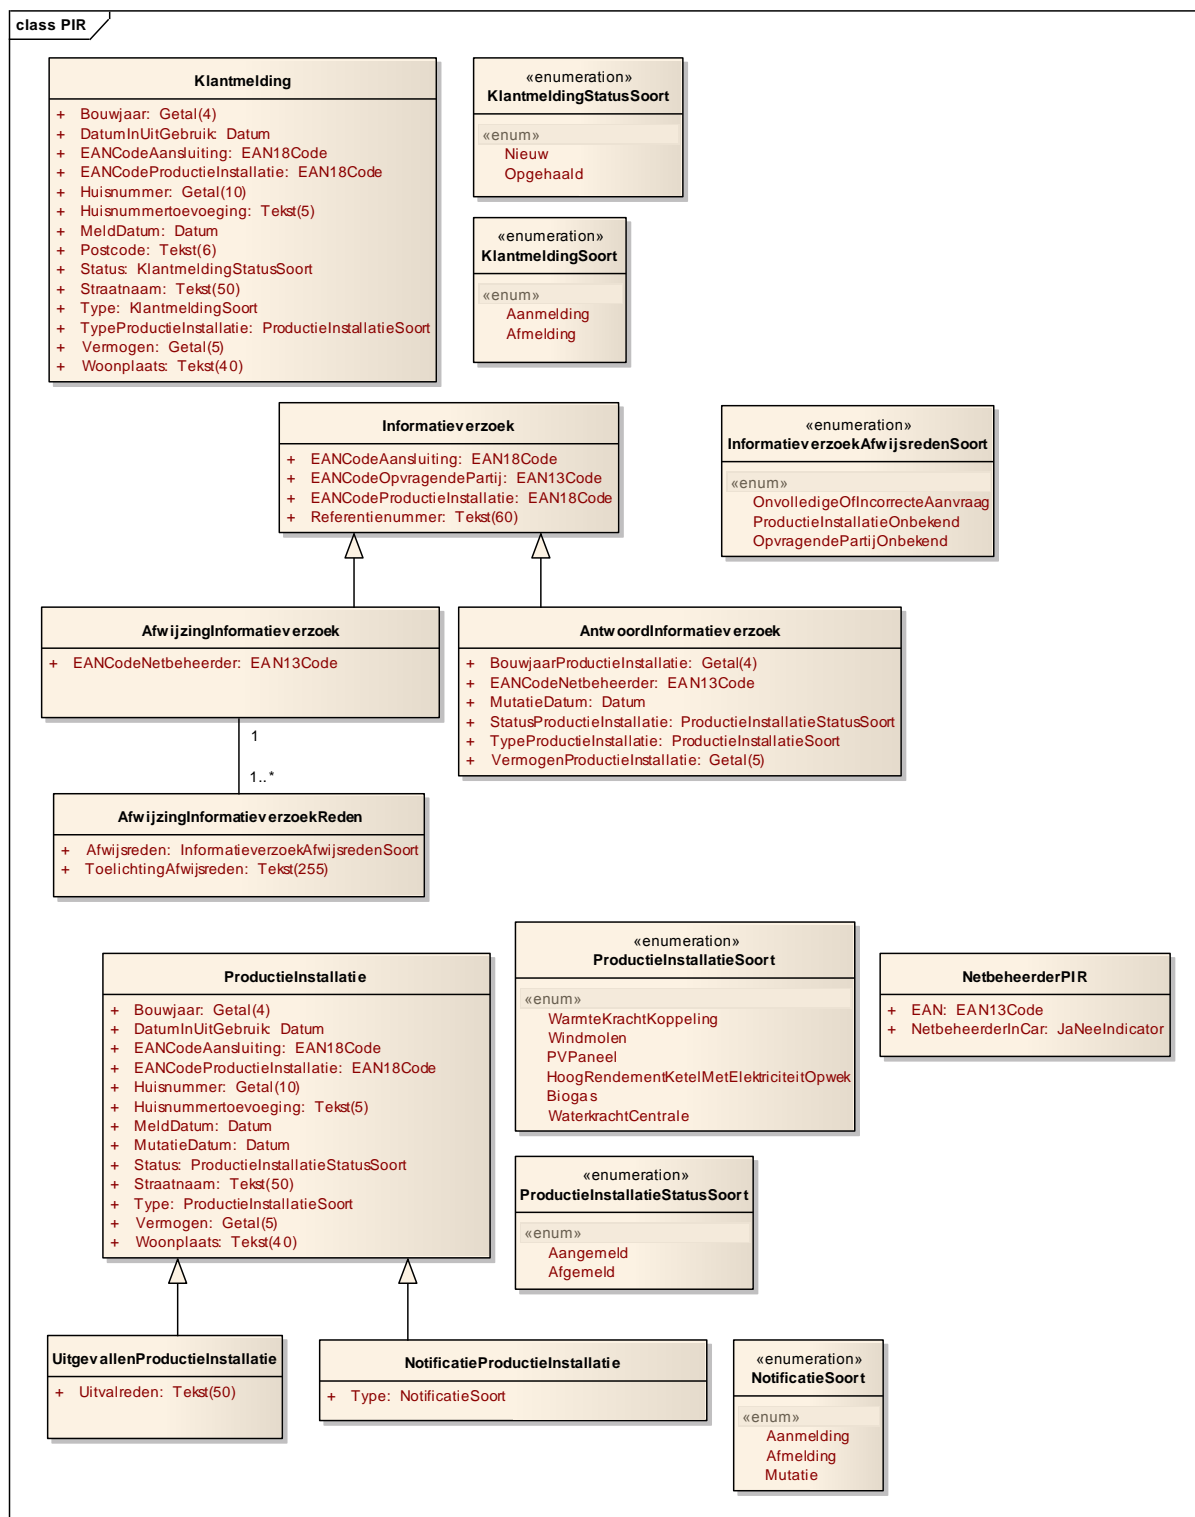 class PIR
Klantmelding
+ Bouwjaar: Getal(4)
+ DatumInUitGebruik: Datum
+ EANCodeAansluiting: EAN18Code
+ EANCodeProductieInstallatie: EAN18Code
+ Huisnummer: Getal(10)
+ Huisnummertoevoeging: Tekst(5)
+ MeldDatum: Datum
+ Postcode: Tekst(6)
+ Status: KlantmeldingStatusSoort
+ Straatnaam: Tekst(50)
+ Type: KlantmeldingSoort
+ TypeProductieInstallatie: ProductieInstallatieSoort
+ Vermogen: Getal(5)
+ Woonplaats: Tekst(40)
«enumeration»
KlantmeldingStatusSoort
«enum»
Nieuw
Opgehaald
«enumeration»
KlantmeldingSoort
«enum»
Aanmelding
Afmelding
Informatieverzoek
+ EANCodeAansluiting: EAN18Code
+ EANCodeOpvragendePartij: EAN13Code
+ EANCodeProductieInstallatie: EAN18Code
+ Referentienummer: Tekst(60)
«enumeration»
InformatieverzoekAfwijsredenSoort
«enum»
OnvolledigeOfIncorrecteAanvraag
ProductieInstallatieOnbekend
OpvragendePartijOnbekend
AfwijzingInformatieverzoek
+ EANCodeNetbeheerder: EAN13Code
AntwoordInformatieverzoek
+ BouwjaarProductieInstallatie: Getal(4)
+ EANCodeNetbeheerder: EAN13Code
+ MutatieDatum: Datum
+ StatusProductieInstallatie: ProductieInstallatieStatusSoort
+ TypeProductieInstallatie: ProductieInstallatieSoort
+ VermogenProductieInstallatie: Getal(5)
1
1..*
AfwijzingInformatieverzoekReden
+ Afwijsreden: InformatieverzoekAfwijsredenSoort
+ ToelichtingAfwijsreden: Tekst(255)
ProductieInstallatie
+ Bouwjaar: Getal(4)
+ DatumInUitGebruik: Datum
+ EANCodeAansluiting: EAN18Code
+ EANCodeProductieInstallatie: EAN18Code
+ Huisnummer: Getal(10)
+ Huisnummertoevoeging: Tekst(5)
+ MeldDatum: Datum
+ MutatieDatum: Datum
+ Status: ProductieInstallatieStatusSoort
+ Straatnaam: Tekst(50)
+ Type: ProductieInstallatieSoort
+ Vermogen: Getal(5)
+ Woonplaats: Tekst(40)
«enumeration»
ProductieInstallatieSoort
«enum»
WarmteKrachtKoppeling
Windmolen
PVPaneel
HoogRendementKetelMetElektriciteitOpwek
Biogas
WaterkrachtCentrale
NetbeheerderPIR
+ EAN: EAN13Code
+ NetbeheerderInCar: JaNeeIndicator
«enumeration»
ProductieInstallatieStatusSoort
«enum»
Aangemeld
Afgemeld
UitgevallenProductieInstallatie
+ Uitvalreden: Tekst(50)
NotificatieProductieInstallatie
+ Type: NotificatieSoort
«enumeration»
NotificatieSoort
«enum»
Aanmelding
Afmelding
Mutatie